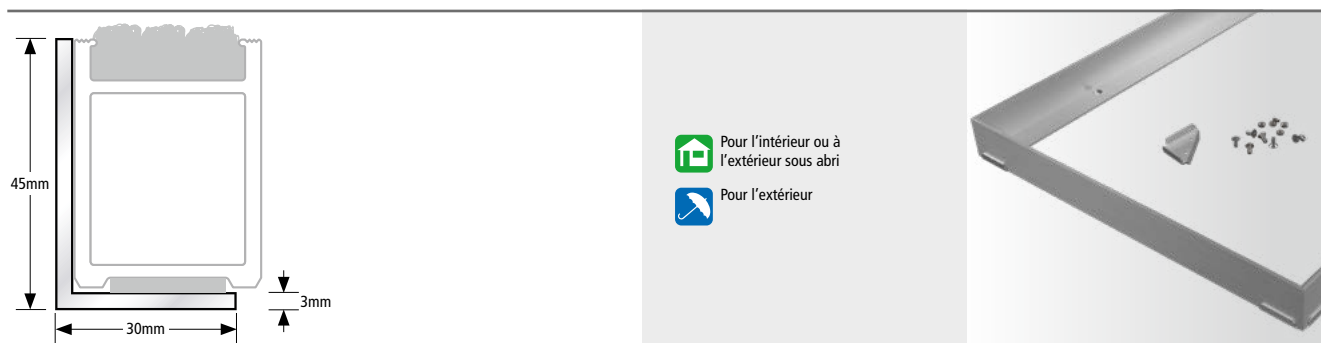 45mm
30mm
3mm
Pour l'intérieur ou à
l'extérieur sous abri
Pour l'extérieur